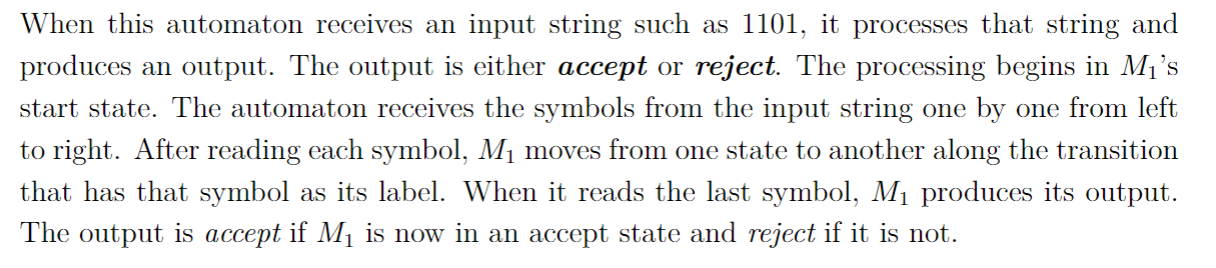 When this automaton receives an input string such as 1101, it processes that string and
produces an output. The output is either accept or reject. The processing begins in M₁’s
start state. The automaton receives the symbols from the input string one by one from left
to right. After reading each symbol, M₁ moves from one state to another along the transition
that has that symbol as its label. When it reads the last symbol, M₁ produces its output.
The output is accept if M₁ is now in an accept state and reject if it is not.